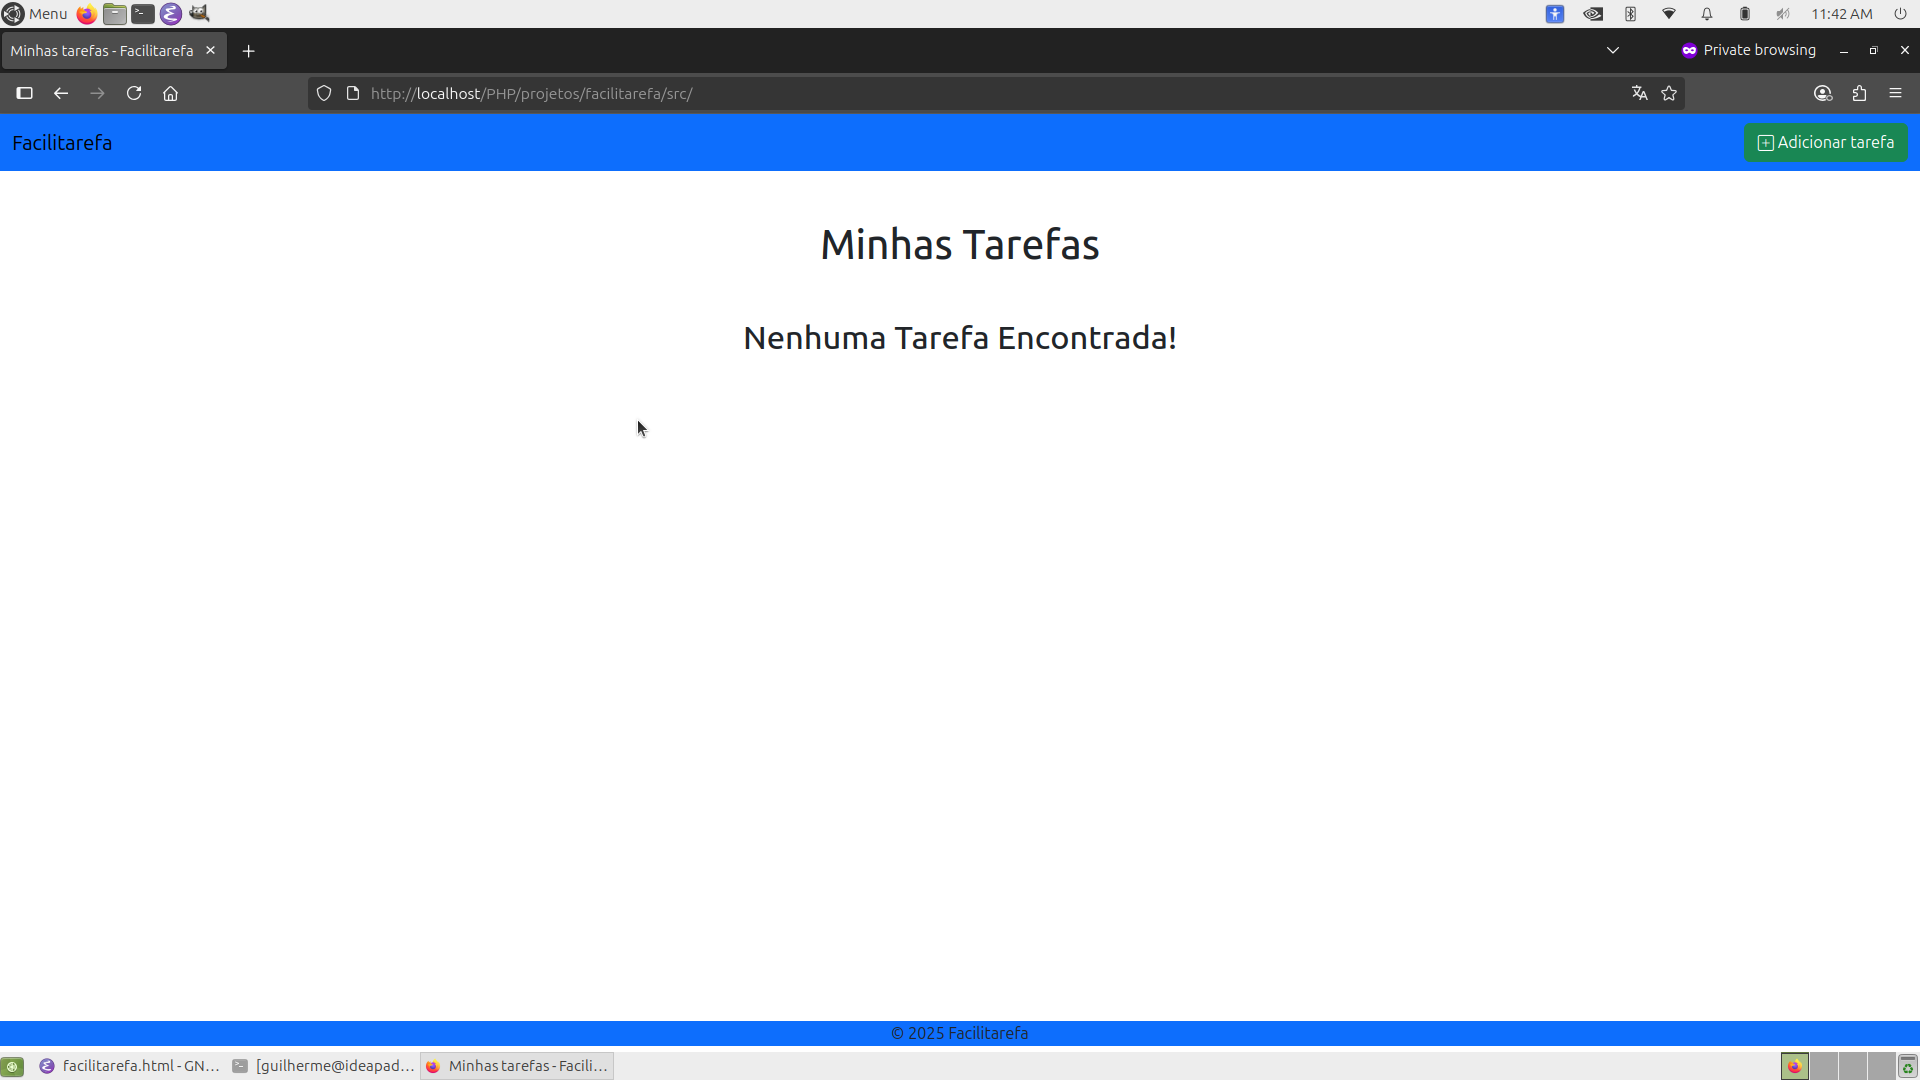 Menu
11:42 AM
Minhas tarefas - Facilitarefa
Private browsing
http://localhost/PHP/projetos/facilitarefa/src/
Facilitarefa
Adicionar tarefa
Minhas Tarefas
Nenhuma Tarefa Encontrada!
© 2025 Facilitarefa
facilitarefa.html - GN...
[guilherme@ideapad...
Minhas tarefas - Facili...